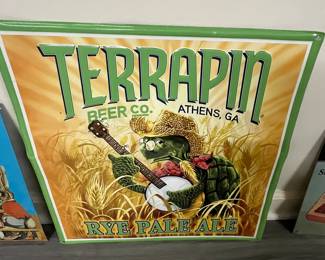 TERRAPIN
BEER CO. ATHENS, GA
RYE PALE ALE